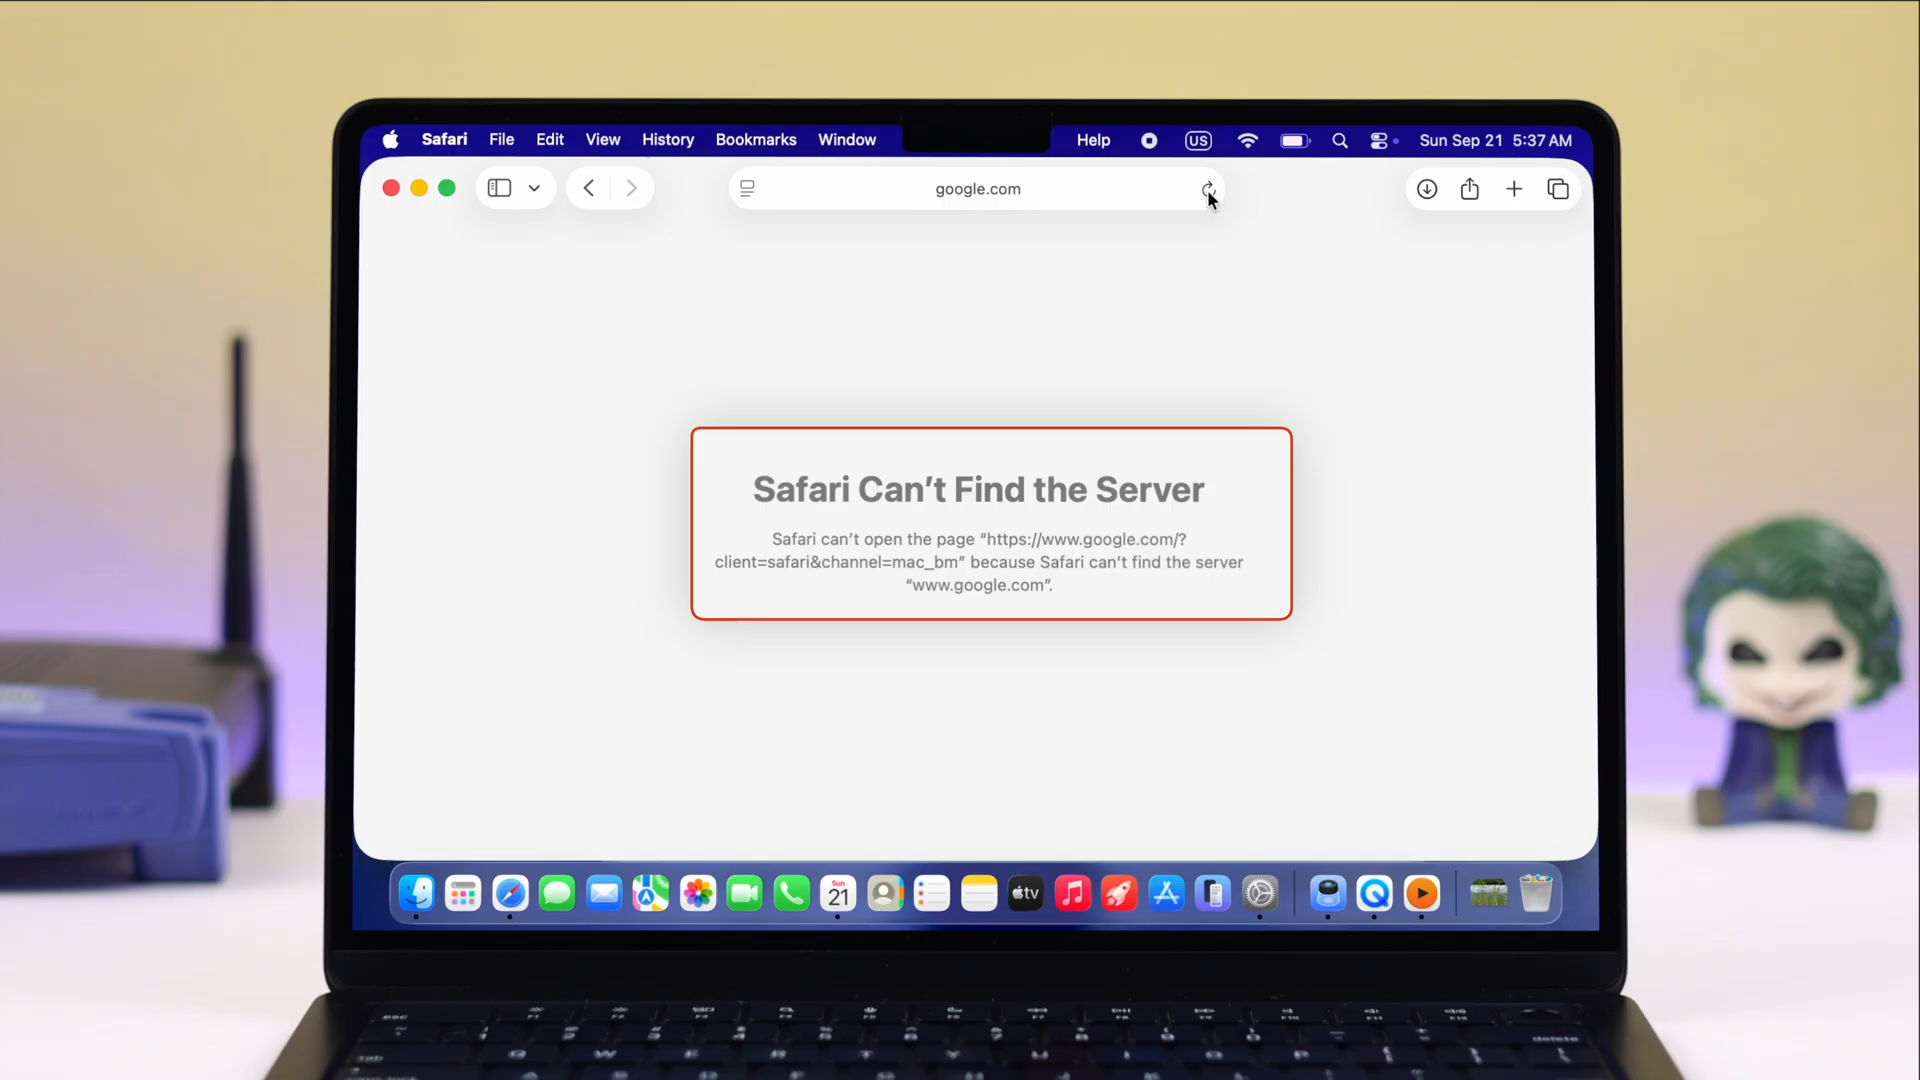 Safari File Edit View History Bookmarks Window Help US Sun Sep 21 5:37 AM
google.com
Safari Can’t Find the Server
Safari can’t open the page “https://www.google.com/?
client=safari&channel=mac_bm” because Safari can’t find the server
“www.google.com”.
Sun
21
tv
delete